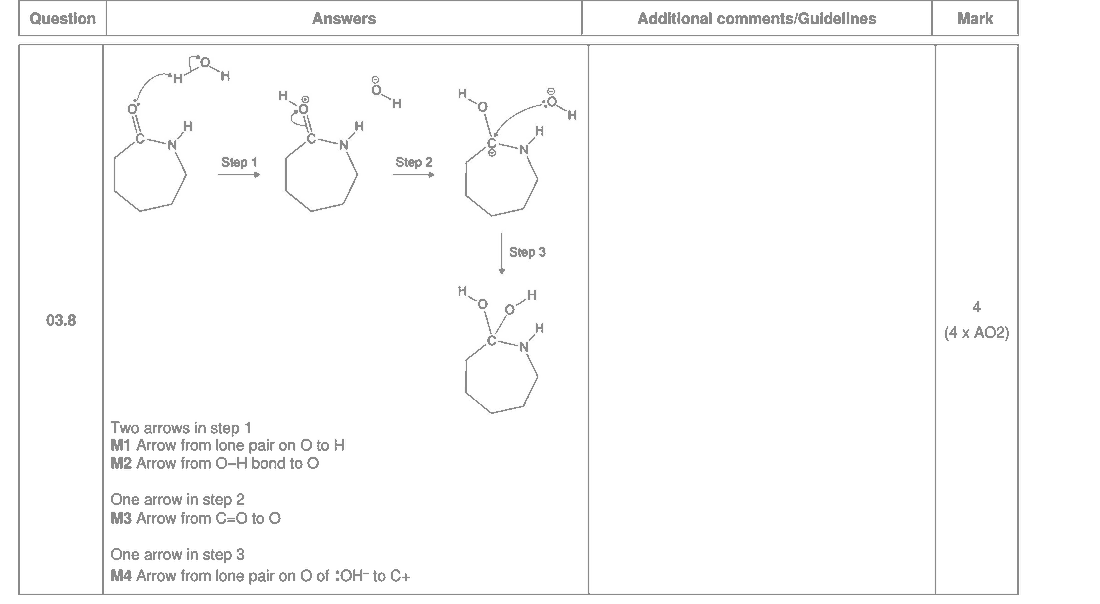 Question Answers Additional comments/Guidelines Mark
H O H
O
C N H
Step 1
H O ⊕
C N H
⊖ O H
Step 2
H O
C ⊕ N H
⊖ :O H
Step 3
H O O H
C N H
03.8
4
(4 x AO2)
Two arrows in step 1
M1 Arrow from lone pair on O to H
M2 Arrow from O–H bond to O
One arrow in step 2
M3 Arrow from C=O to O
One arrow in step 3
M4 Arrow from lone pair on O of :OH– to C+